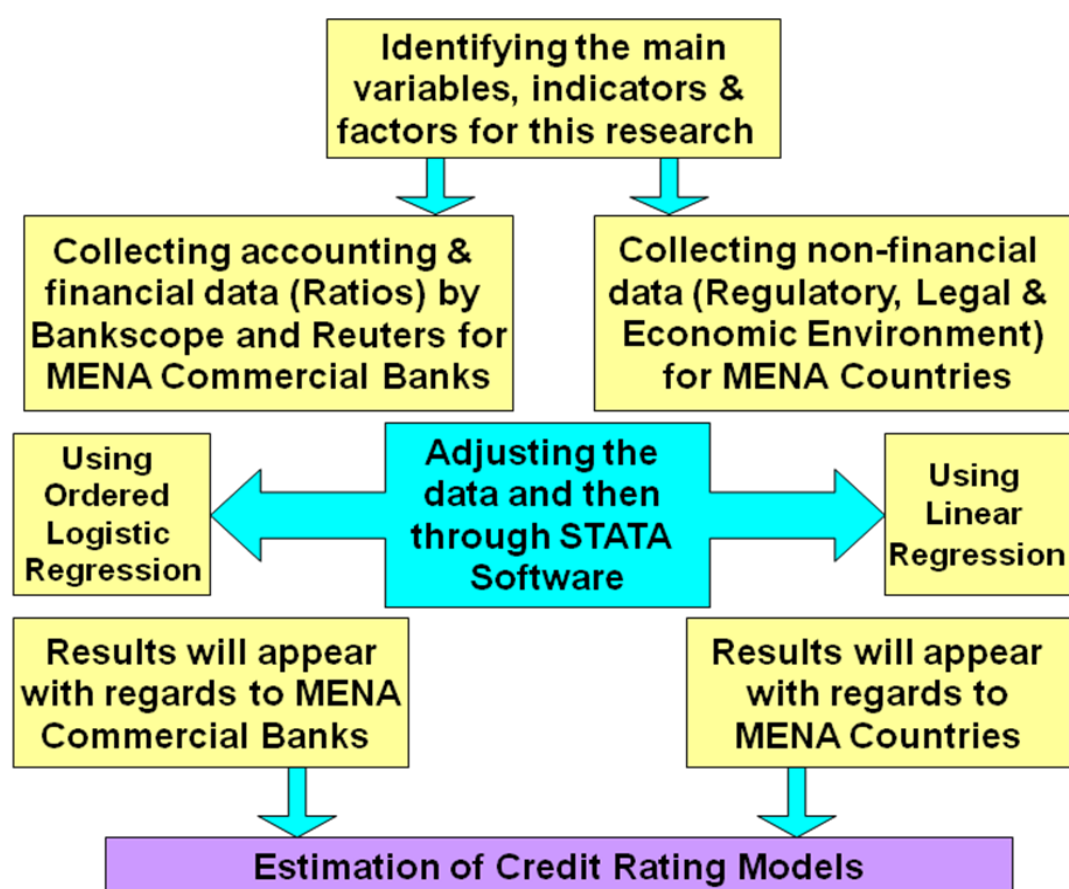 Identifying the main
variables, indicators &
factors for this research
Collecting accounting &
financial data (Ratios) by
Bankscope and Reuters for
MENA Commercial Banks
Collecting non-financial
data (Regulatory, Legal &
Economic Environment)
for MENA Countries
Using
Ordered
Logistic
Regression
Adjusting the
data and then
through STATA
Software
Using
Linear
Regression
Results will appear
with regards to MENA
Commercial Banks
Results will appear
with regards to
MENA Countries
Estimation of Credit Rating Models